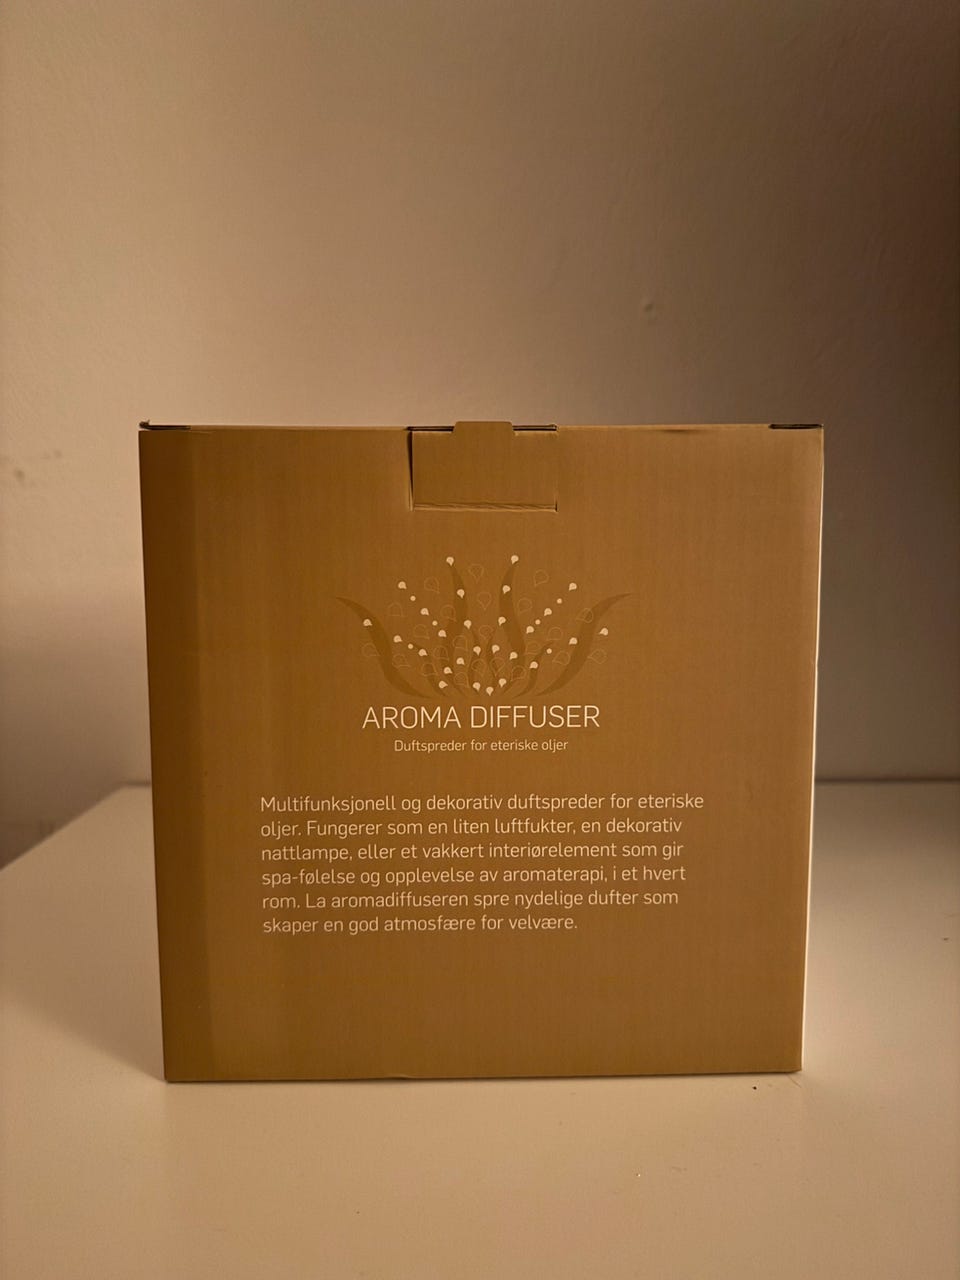 AROMA DIFFUSER
Duftspreder for eteriske oljer
Multifunksjonell og dekorativ duftspreder for eteriske
oljer. Fungerer som en liten luftfukter, en dekorativ
nattlampe, eller et vakkert interiørelement som gir
spa-følelse og opplevelse av aromaterapi, i et hvert
rom. La aromadiffuseren spre nydelige dufter som
skaper en god atmosfære for velvære.